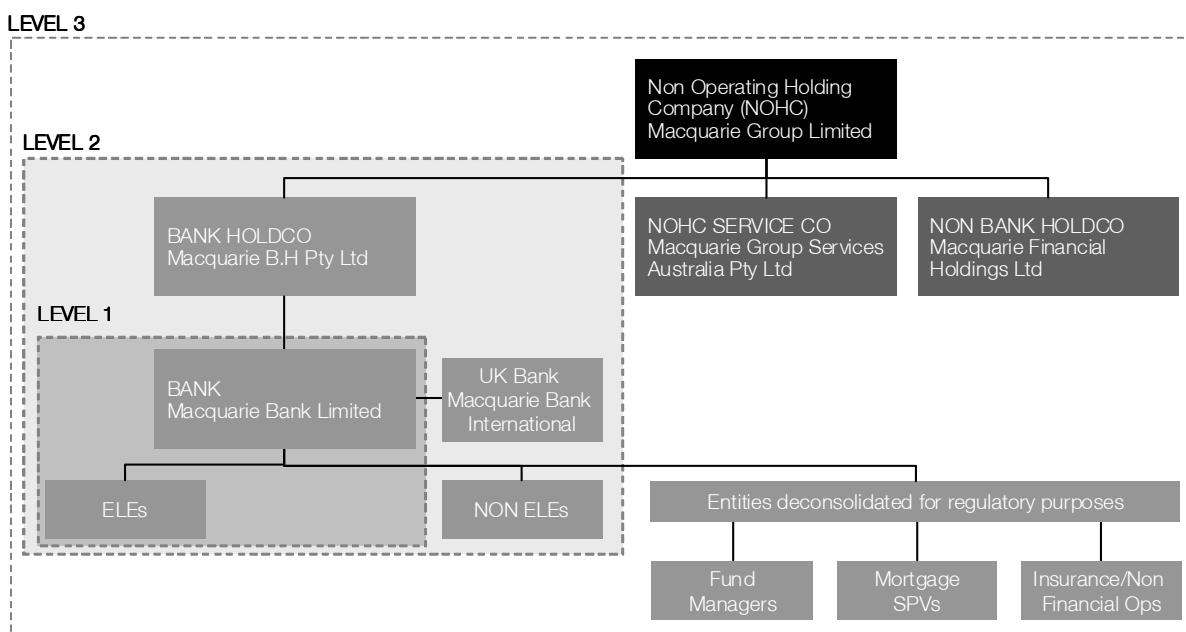 LEVEL 3
Non Operating Holding
Company (NOHC)
Macquarie Group Limited
LEVEL 2
BANK HOLDCO
Macquarie B.H Pty Ltd
NOHC SERVICE CO
Macquarie Group Services
Australia Pty Ltd
NON BANK HOLDCO
Macquarie Financial
Holdings Ltd
LEVEL 1
BANK
Macquarie Bank Limited
UK Bank
Macquarie Bank
International
ELEs
NON ELEs
Entities deconsolidated for regulatory purposes
Fund
Managers
Mortgage
SPVs
Insurance/Non
Financial Ops